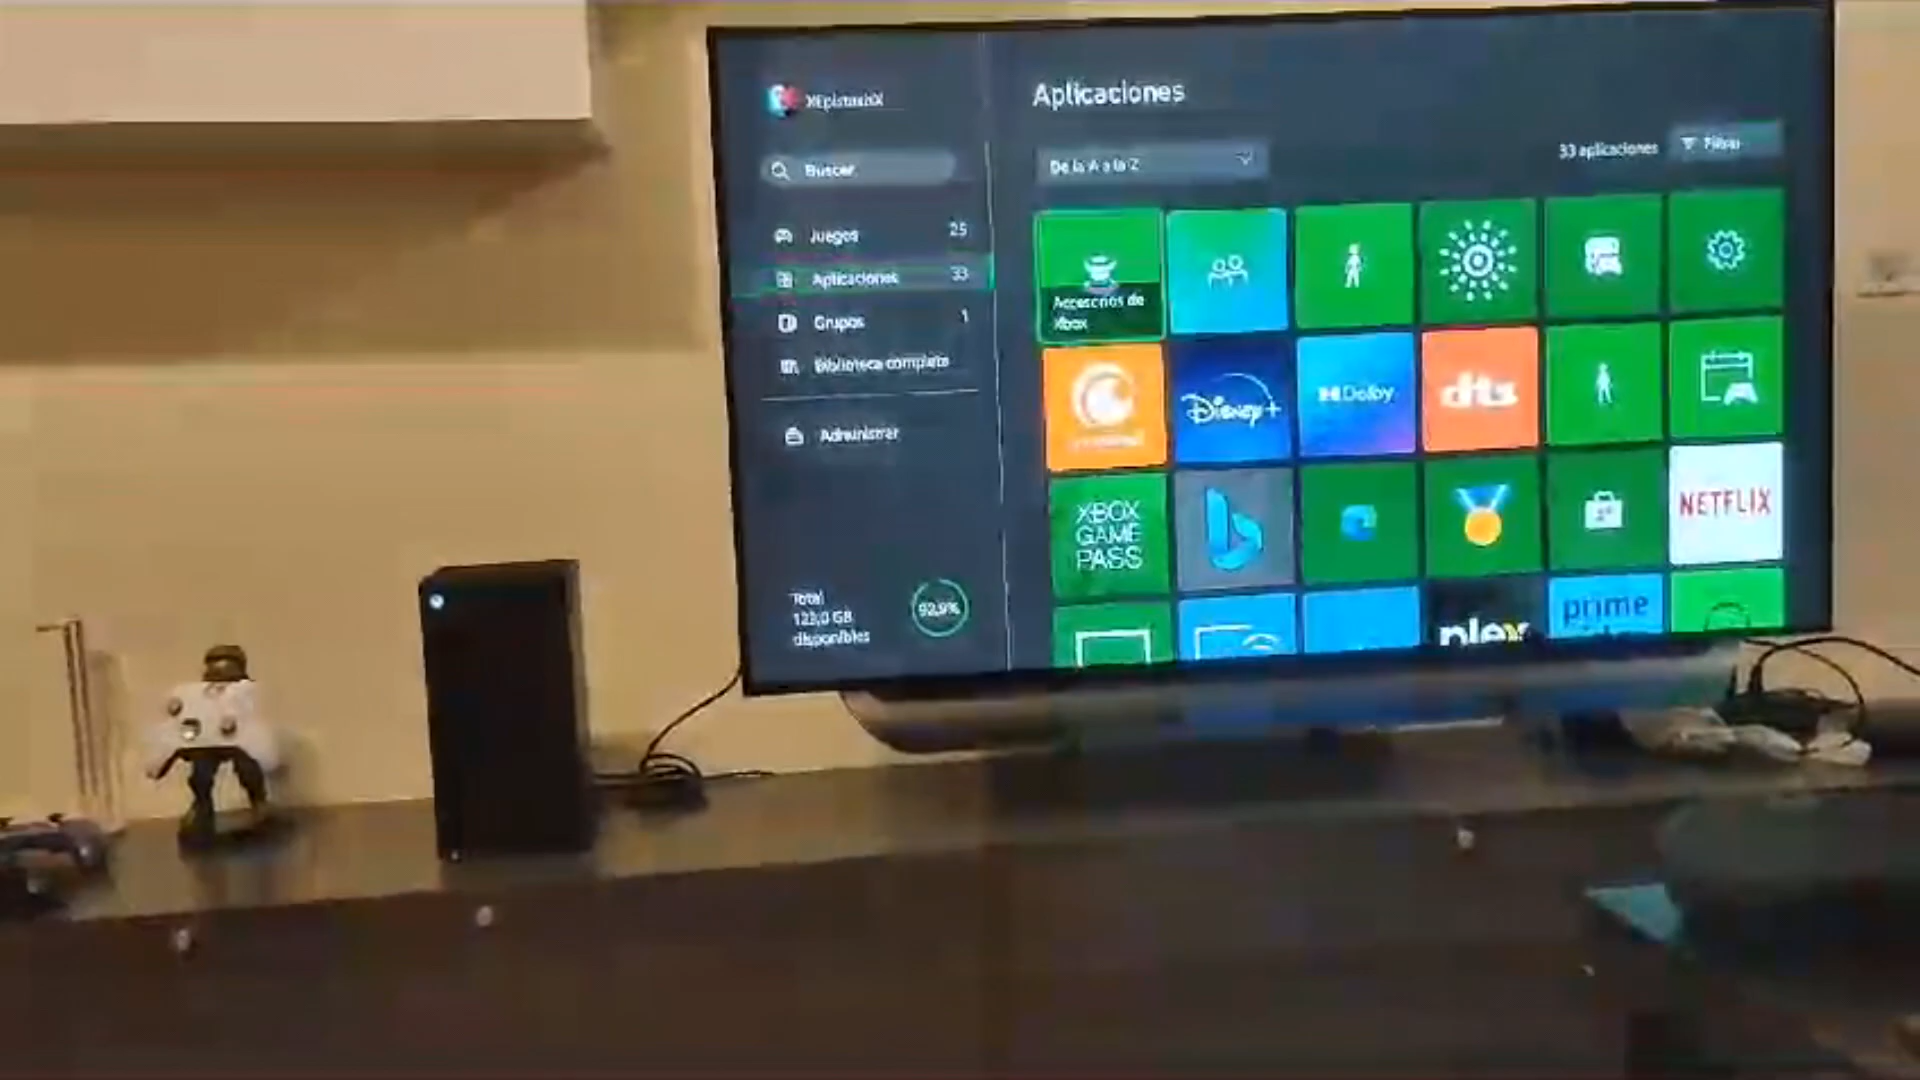 Aplicaciones
Buscar
De la A a la Z
33 aplicaciones
Filtrar
Juegos 25
Aplicaciones 33
Grupos 1
Biblioteca completa
Administrar
Accesorios de
Xbox
Disney+
Dolby
dts
XBOX
GAME
PASS
NETFLIX
Total
123,0 GB
disponibles
92,9%
plex
prime